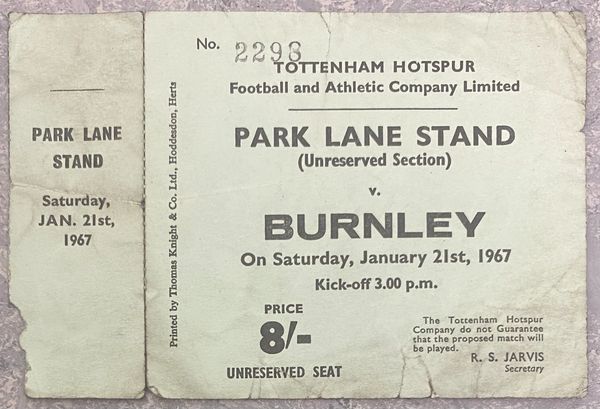 PARK LANE
STAND
Saturday,
JAN. 21st,
1967
Printed by Thomas Knight & Co. Ltd., Hoddesdon, Herts
No. 2298
TOTTENHAM HOTSPUR
Football and Athletic Company Limited
PARK LANE STAND
(Unreserved Section)
v.
BURNLEY
On Saturday, January 21st, 1967
Kick-off 3.00 p.m.
PRICE
8/-
UNRESERVED SEAT
The Tottenham Hotspur
Company do not Guarantee
that the proposed match will
be played.
R. S. JARVIS
Secretary